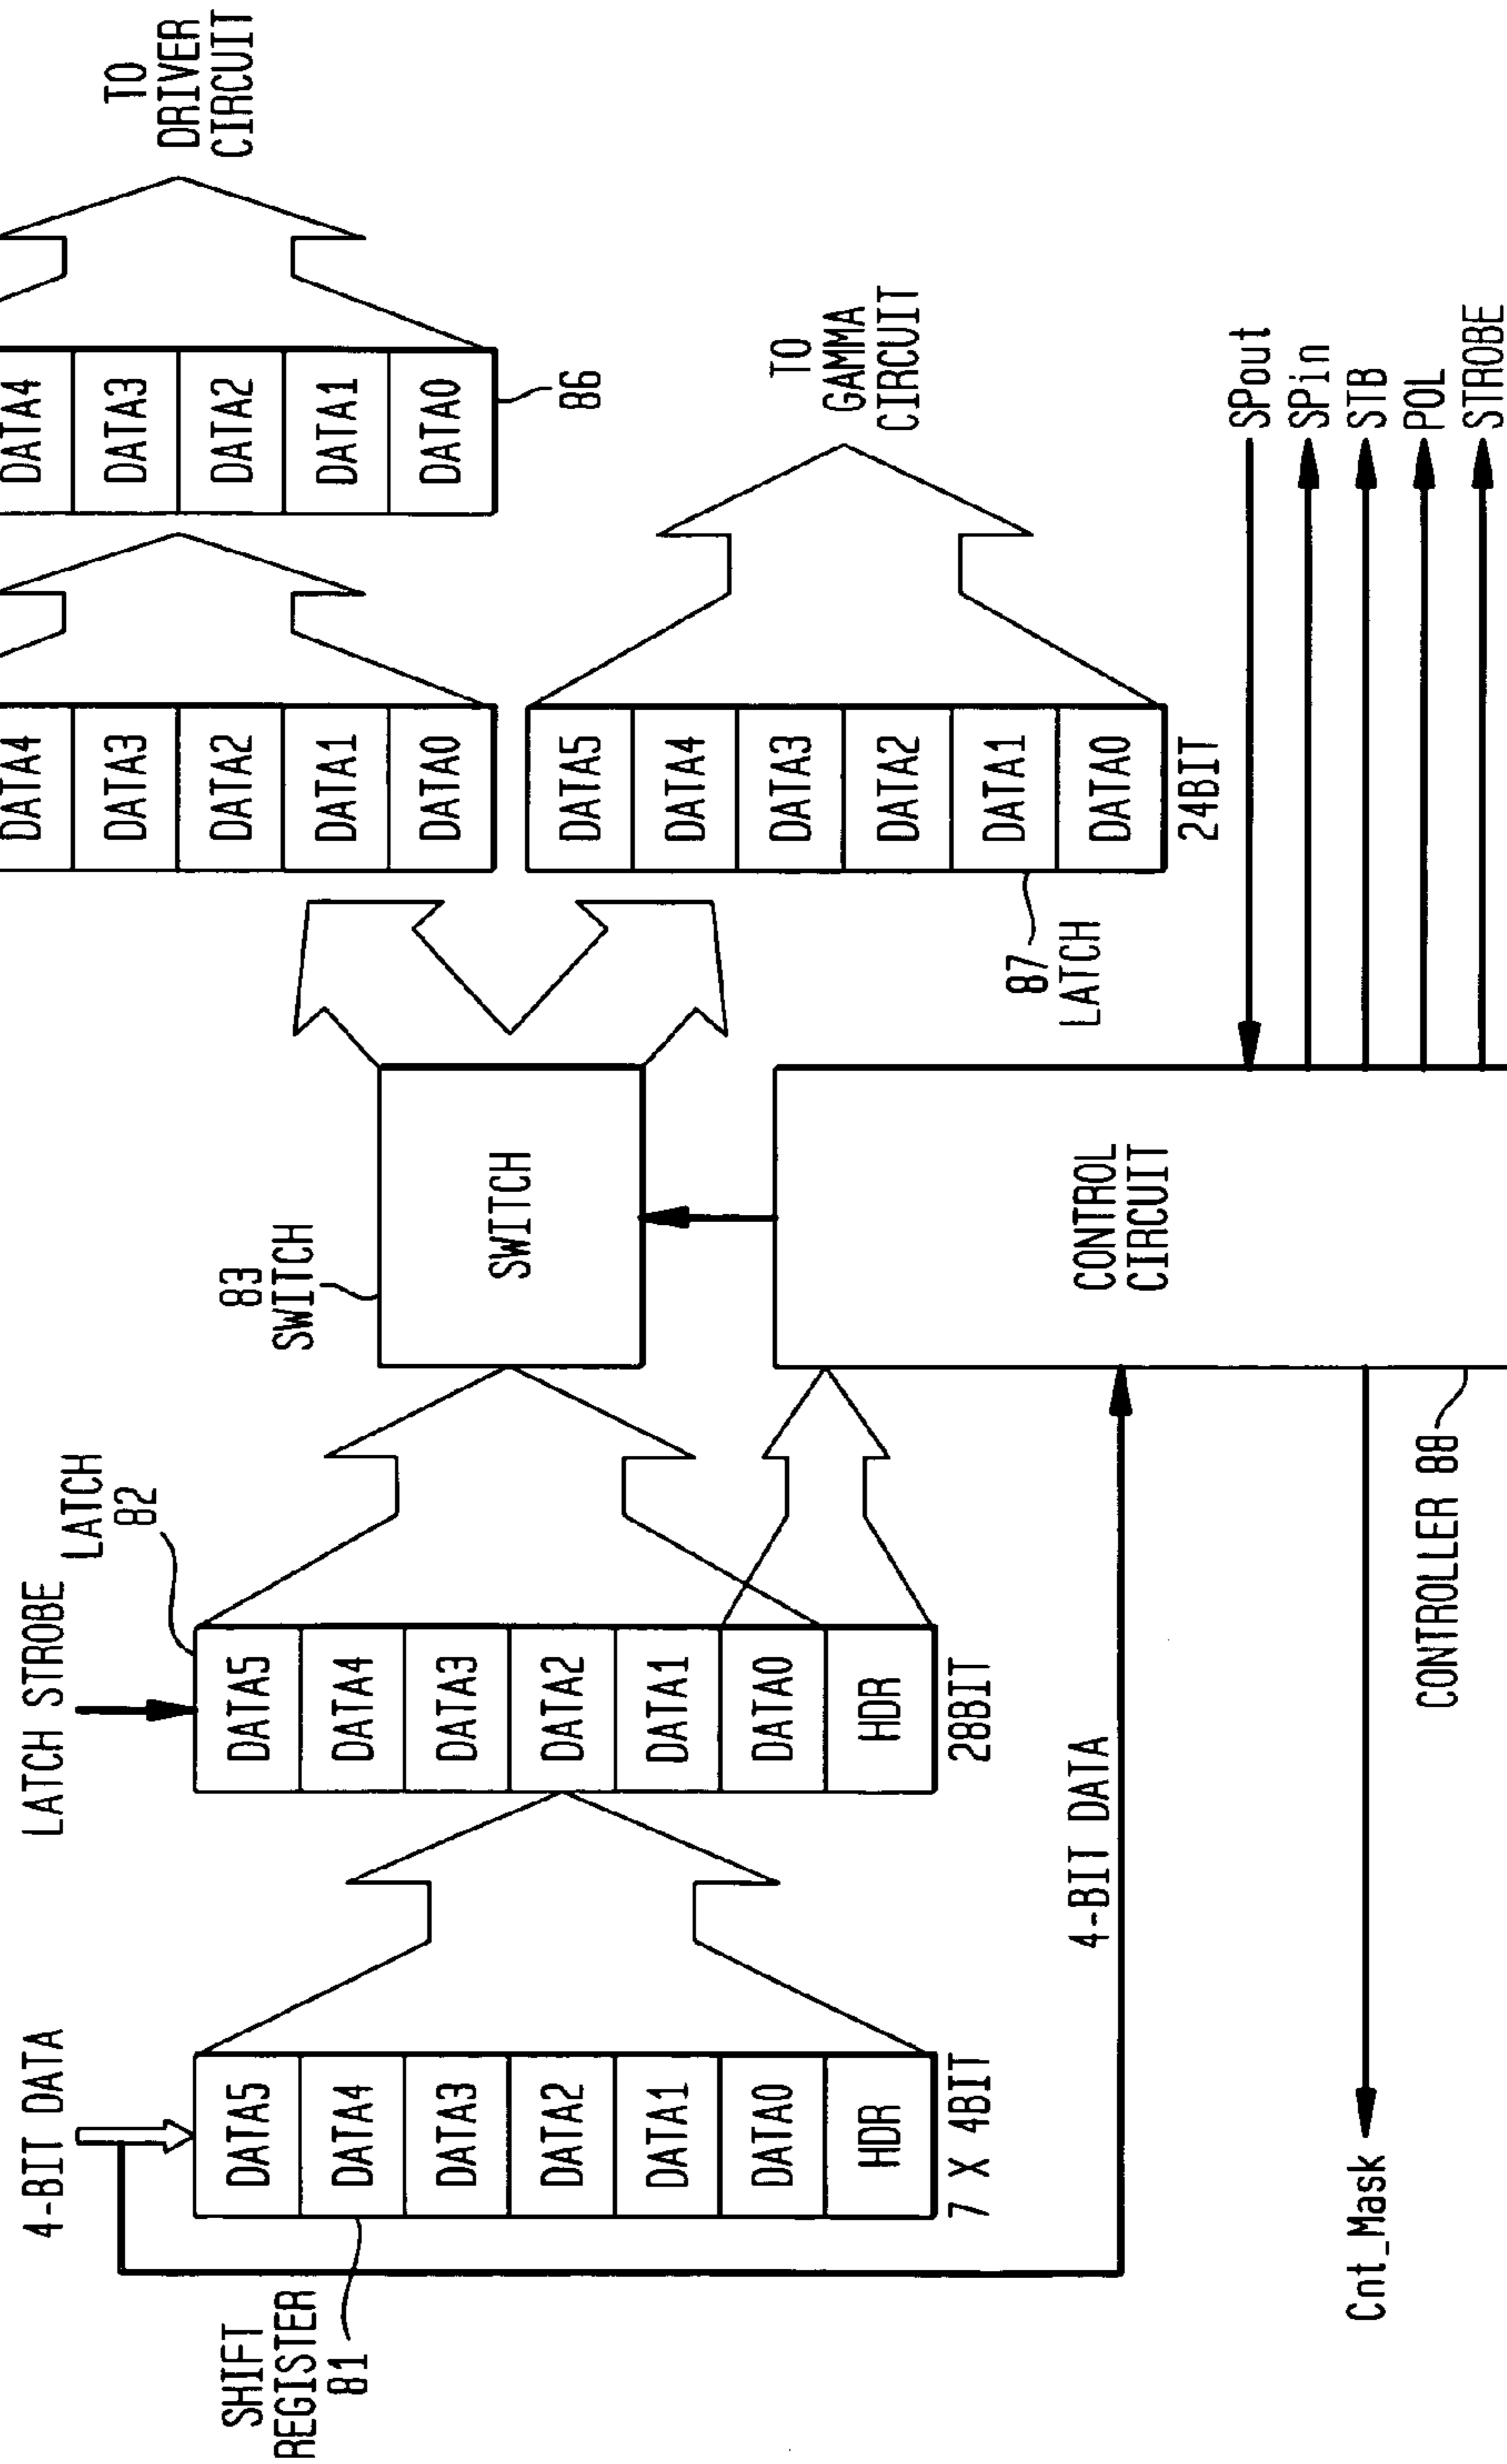 4-BIT DATA
SHIFT
REGISTER
81
DATA5
DATA4
DATA3
DATA2
DATA1
DATA0
HDR
7 X 4BIT
LATCH STROBE
LATCH
82
DATA5
DATA4
DATA3
DATA2
DATA1
DATA0
HDR
28BIT
4-BIT DATA
83
SWITCH
SWITCH
CONTROL
CIRCUIT
CONTROLLER 88
Cnt_Mask
DATA4
DATA3
DATA2
DATA1
DATA0
DATA4
DATA3
DATA2
DATA1
DATA0
86
TO
DRIVER
CIRCUIT
DATA5
DATA4
DATA3
DATA2
DATA1
DATA0
24BIT
87
LATCH
TO
GAMMA
CIRCUIT
SPout
SPin
STB
POL
STROBE